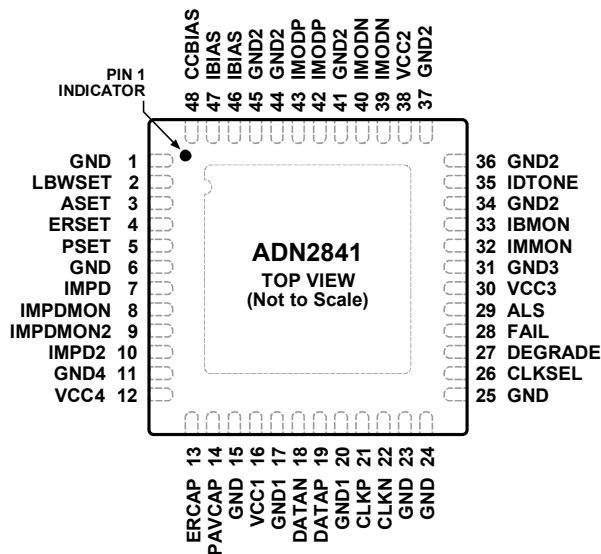 48 CCBIAS
47 IBIAS
46 IBIAS
45 GND2
44 GND2
43 IMODP
42 IMODP
41 GND2
40 IMODN
39 IMODN
38 VCC2
37 GND2
PIN 1
INDICATOR
GND 1
LBWSET 2
ASET 3
ERSET 4
PSET 5
GND 6
IMPD 7
IMPDMON 8
IMPDMON2 9
IMPD2 10
GND4 11
VCC4 12
ADN2841
TOP VIEW
(Not to Scale)
36 GND2
35 IDTONE
34 GND2
33 IBMON
32 IMMON
31 GND3
30 VCC3
29 ALS
28 FAIL
27 DEGRADE
26 CLKSEL
25 GND
ERCAP 13
PAVCAP 14
GND 15
VCC1 16
GND1 17
DATAN 18
DATAP 19
GND1 20
CLKP 21
CLKN 22
GND 23
GND 24